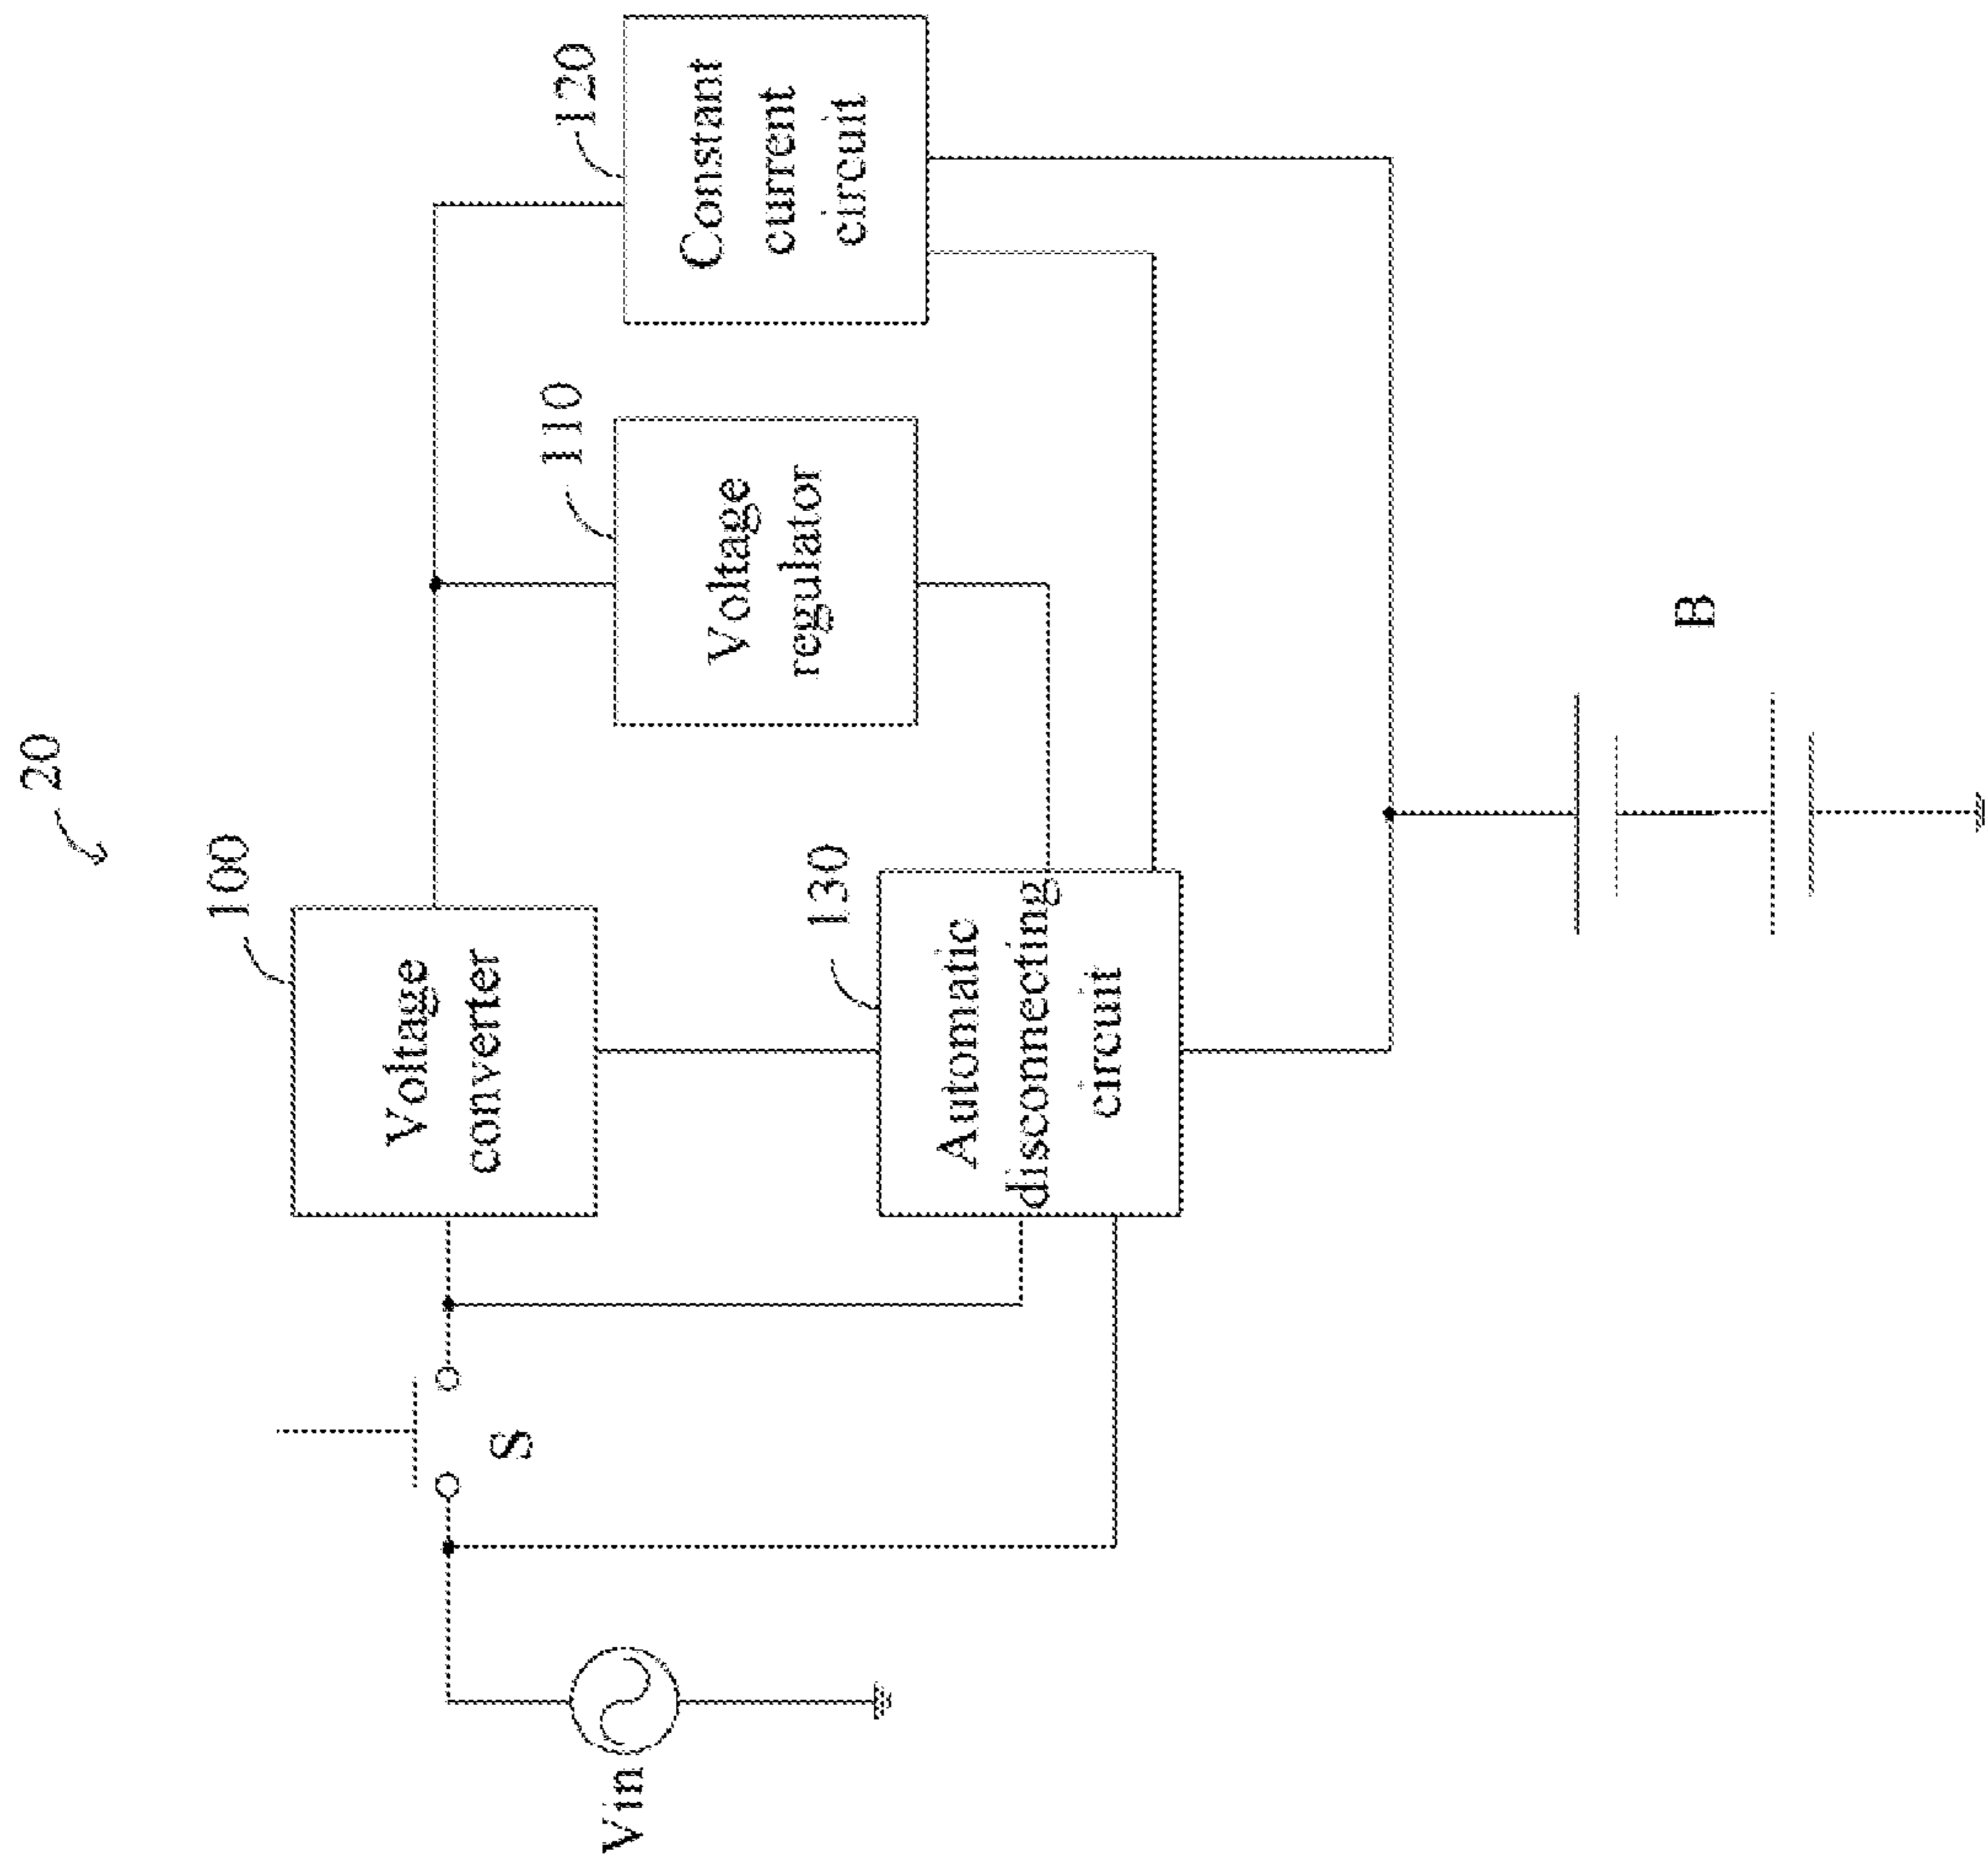 20
100
Voltage
converter
110
Voltage
regulator
120
Constant
current
circuit
S
Vin
130
Automatic
disconnecting
circuit
B